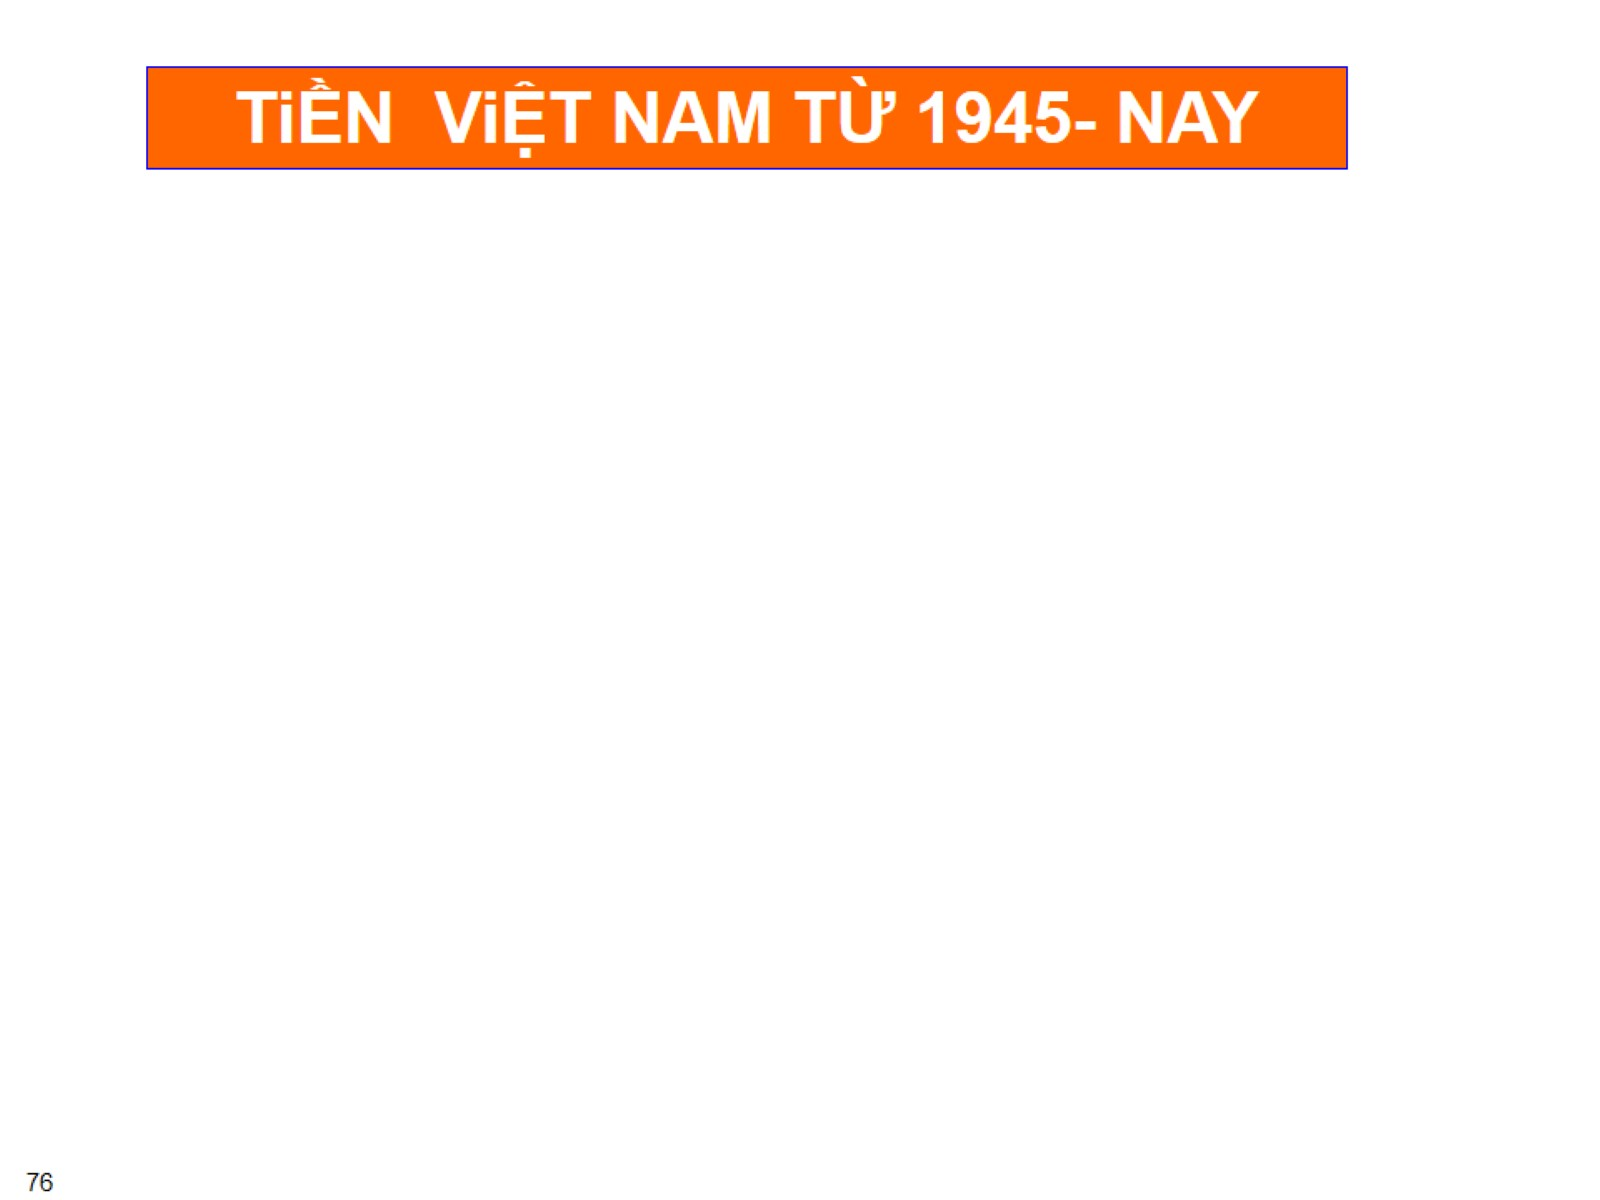 TiỀN ViỆT NAM TỪ 1945- NAY
76